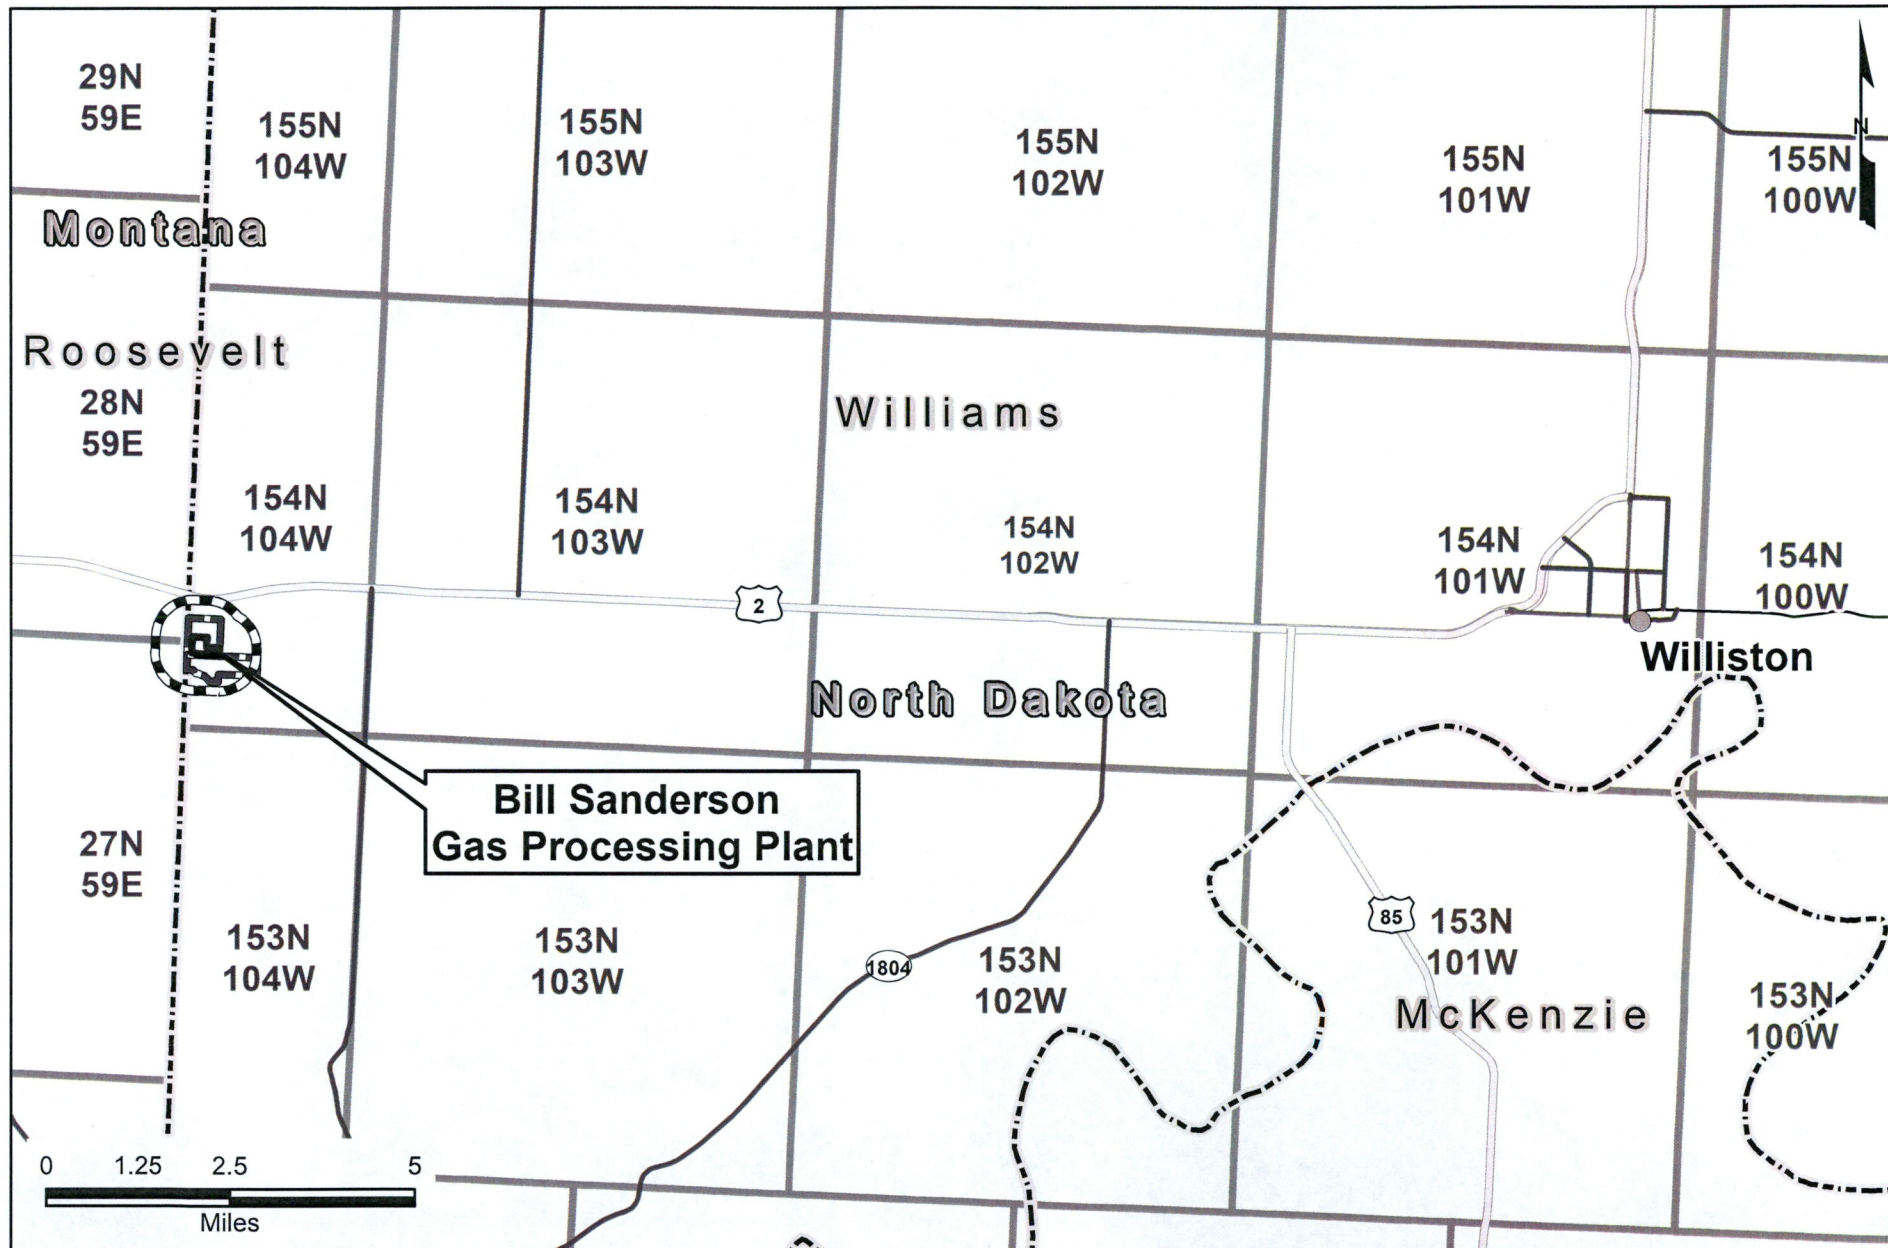 29N
59E
155N
104W
155N
103W
155N
102W
155N
101W
155N
100W
N
Montana
Roosevelt
28N
59E
Williams
154N
104W
154N
103W
154N
102W
154N
101W
154N
100W
2
Williston
North Dakota
Bill Sanderson
Gas Processing Plant
27N
59E
153N
104W
153N
103W
1804
153N
102W
85
153N
101W
McKenzie
153N
100W
0 1.25 2.5 5
Miles